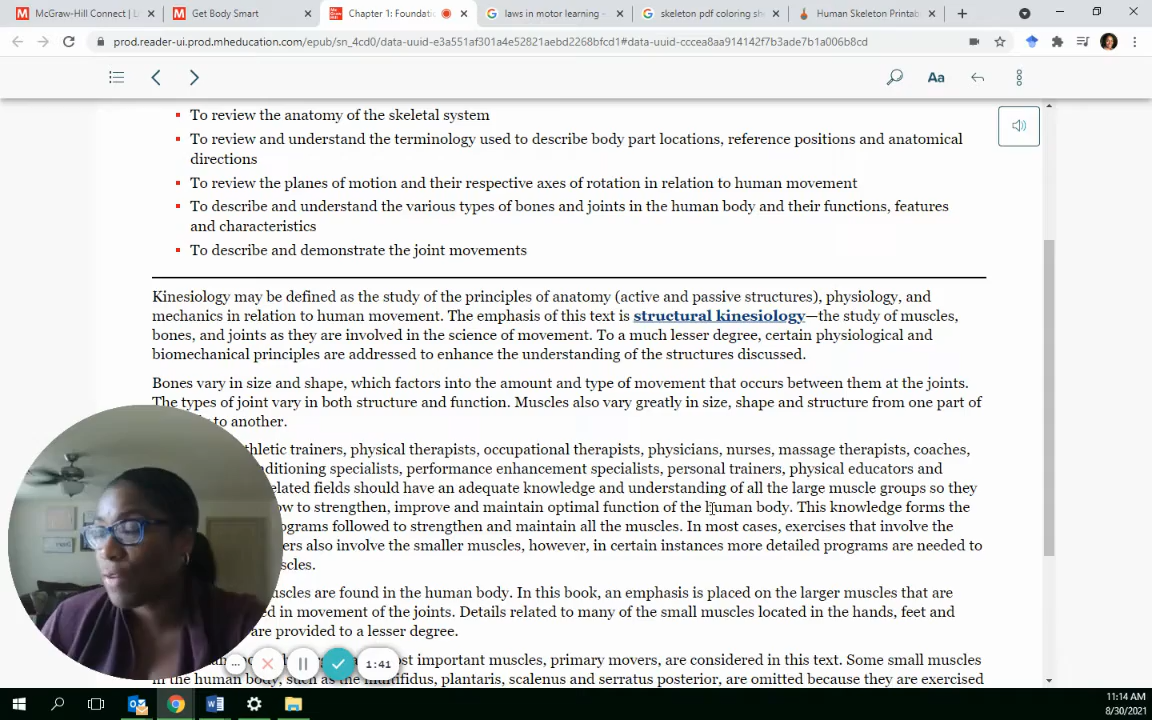 McGraw-Hill Connect | L
Get Body Smart
Chapter 1: Foundati
laws in motor learning -
skeleton pdf coloring sh
Human Skeleton Printab
prod.reader-ui.prod.mheducation.com/epub/sn_4cd0/data-uuid-e3a551af301a4e52821aebd2268bfcd1#data-uuid-cccea8aa914142f7b3ade7b1a006b8cd
Aa
To review the anatomy of the skeletal system
To review and understand the terminology used to describe body part locations, reference positions and anatomical
directions
To review the planes of motion and their respective axes of rotation in relation to human movement
To describe and understand the various types of bones and joints in the human body and their functions, features
and characteristics
To describe and demonstrate the joint movements
Kinesiology may be defined as the study of the principles of anatomy (active and passive structures), physiology, and
mechanics in relation to human movement. The emphasis of this text is structural kinesiology—the study of muscles,
bones, and joints as they are involved in the science of movement. To a much lesser degree, certain physiological and
biomechanical principles are addressed to enhance the understanding of the structures discussed.
Bones vary in size and shape, which factors into the amount and type of movement that occurs between them at the joints.
The types of joint vary in both structure and function. Muscles also vary greatly in size, shape and structure from one part of
to another.
thletic trainers, physical therapists, occupational therapists, physicians, nurses, massage therapists, coaches,
nditioning specialists, performance enhancement specialists, personal trainers, physical educators and
elated fields should have an adequate knowledge and understanding of all the large muscle groups so they
ow to strengthen, improve and maintain optimal function of the human body. This knowledge forms the
ograms followed to strengthen and maintain all the muscles. In most cases, exercises that involve the
ers also involve the smaller muscles, however, in certain instances more detailed programs are needed to
scles.
uscles are found in the human body. In this book, an emphasis is placed on the larger muscles that are
ed in movement of the joints. Details related to many of the small muscles located in the hands, feet and
are provided to a lesser degree.
ost important muscles, primary movers, are considered in this text. Some small muscles
in the human body, such as the multifidus, plantaris, scalenus and serratus posterior, are omitted because they are exercised
1:41
11:14 AM
8/30/2021